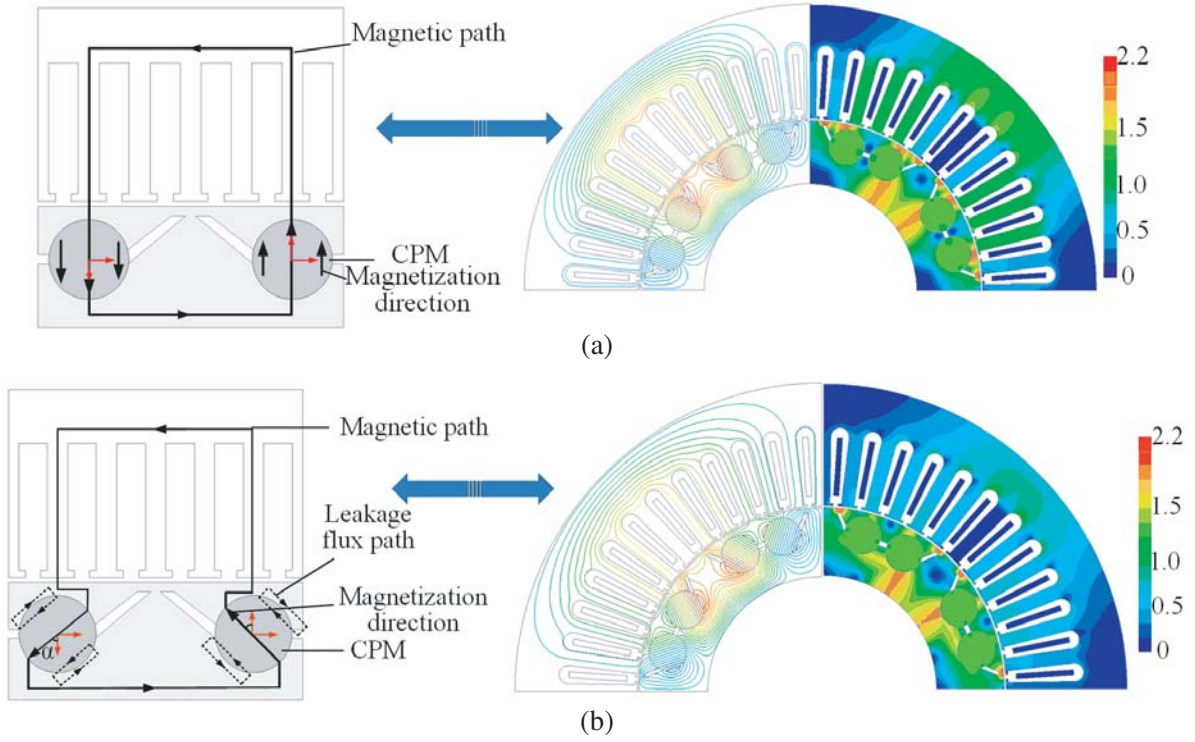 Magnetic path
CPM
Magnetization
direction
2.2
1.5
1.0
0.5
0
(a)
Magnetic path
Leakage
flux path
Magnetization
direction
CPM
α
2.2
1.5
1.0
0.5
0
(b)